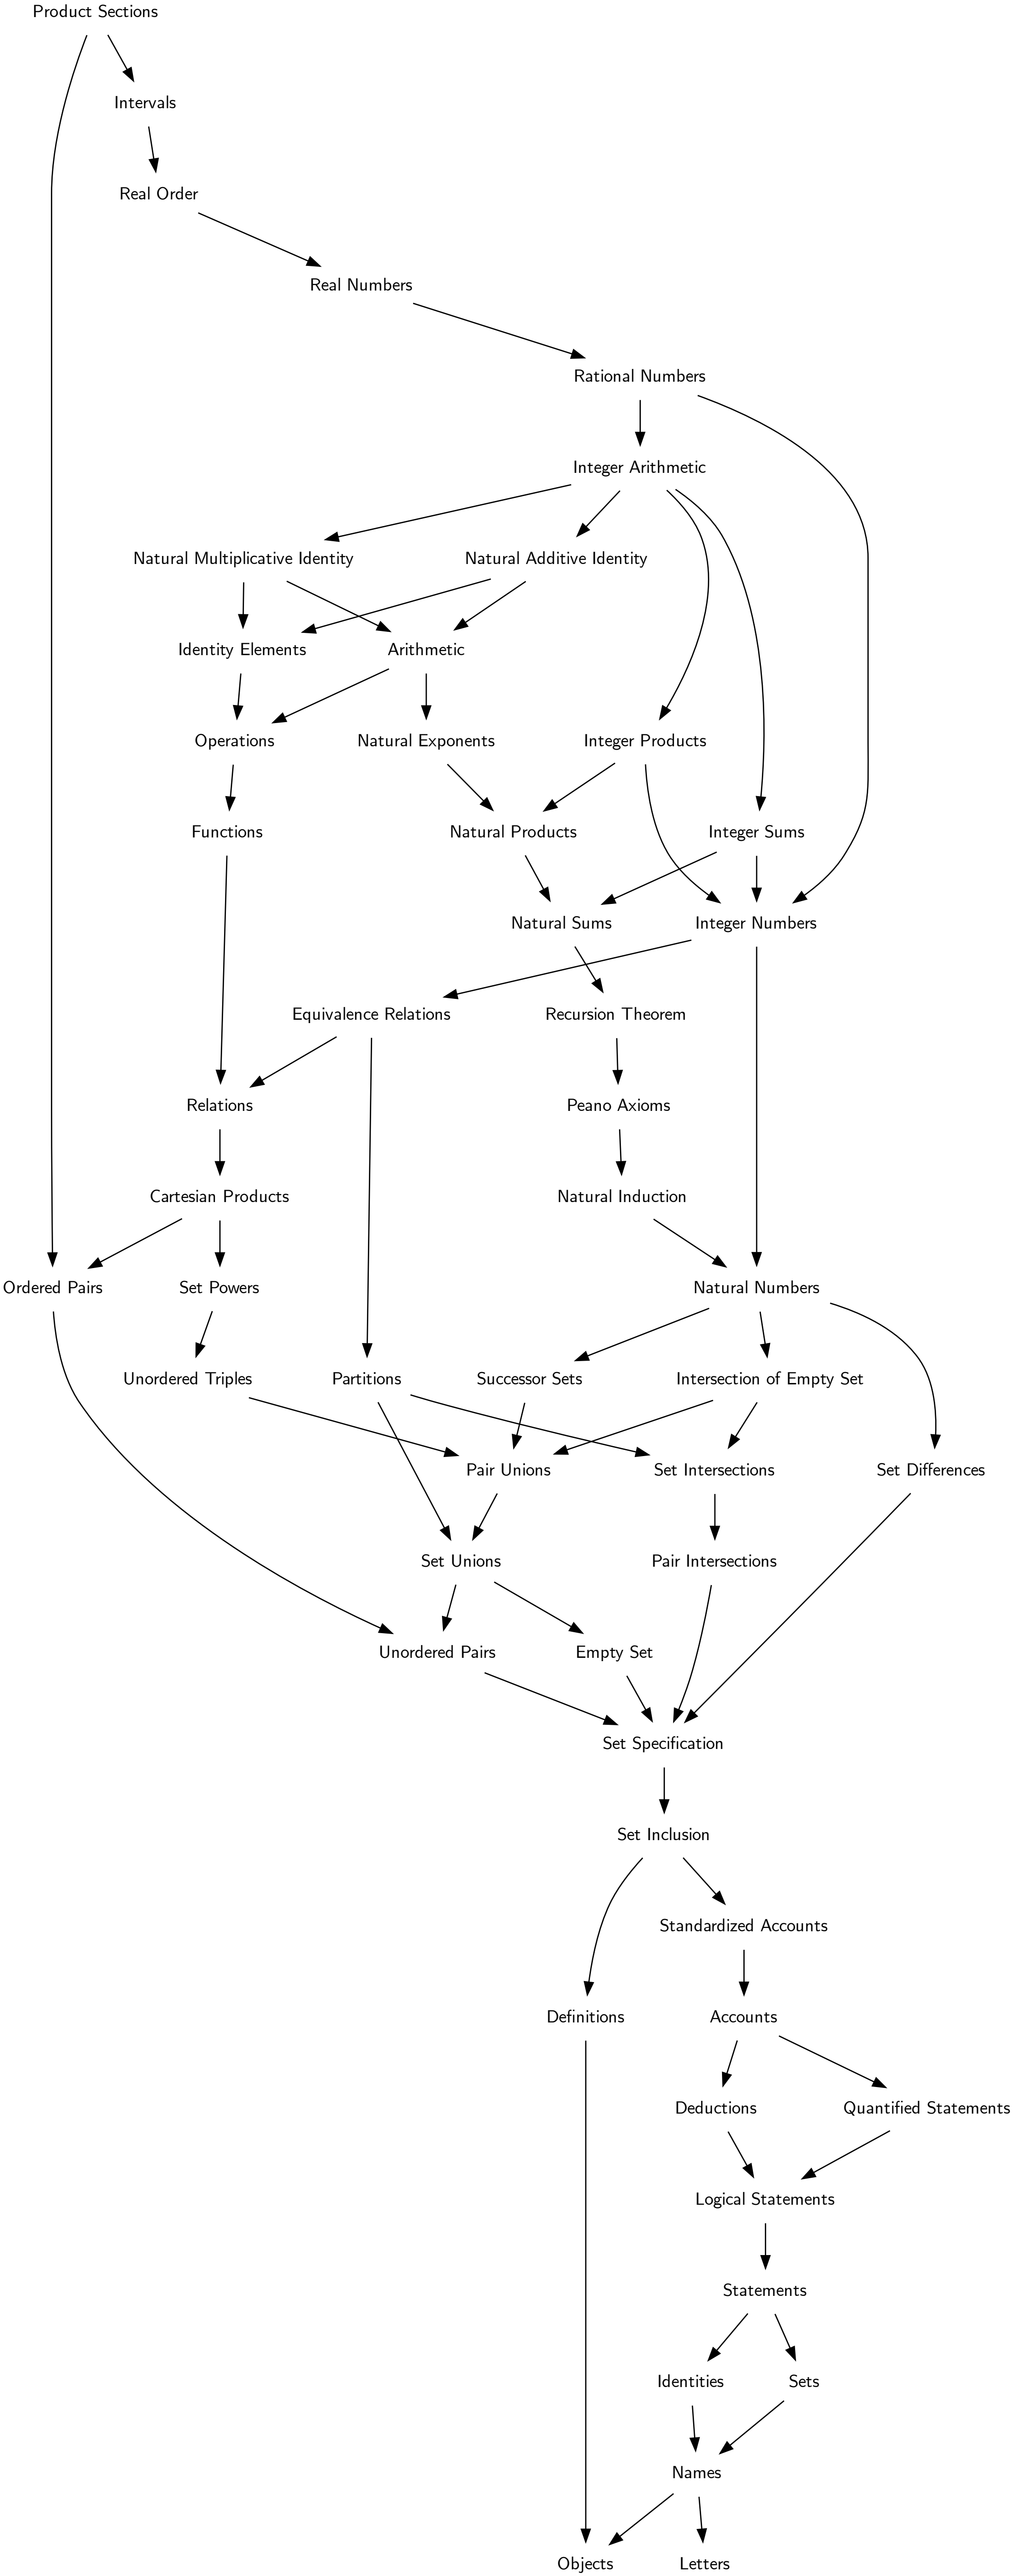 Product Sections
Intervals
Real Order
Real Numbers
Rational Numbers
Integer Arithmetic
Natural Multiplicative Identity
Natural Additive Identity
Identity Elements
Arithmetic
Operations
Natural Exponents
Integer Products
Functions
Natural Products
Integer Sums
Natural Sums
Integer Numbers
Equivalence Relations
Recursion Theorem
Relations
Peano Axioms
Cartesian Products
Natural Induction
Ordered Pairs
Set Powers
Natural Numbers
Unordered Triples
Partitions
Successor Sets
Intersection of Empty Set
Pair Unions
Set Intersections
Set Differences
Set Unions
Pair Intersections
Unordered Pairs
Empty Set
Set Specification
Set Inclusion
Standardized Accounts
Definitions
Accounts
Deductions
Quantified Statements
Logical Statements
Statements
Identities
Sets
Names
Objects
Letters